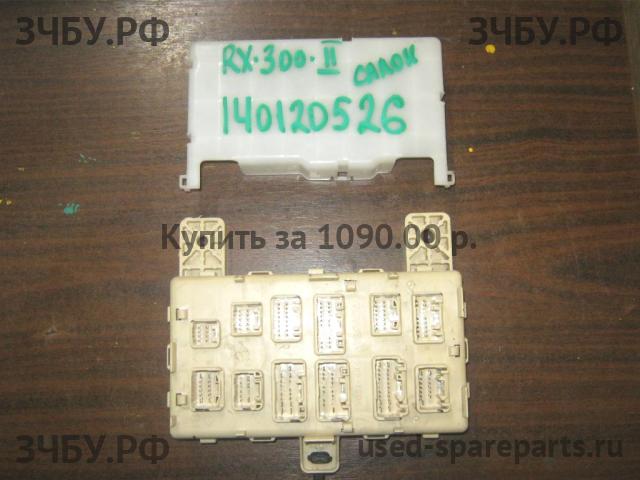 ЗЧБУ.РФ ЗЧБУ.РФ
RX·300·II
САЛОН
140120526
Купить за 1090.00 р.
ЗЧБУ.РФ used-spareparts.ru